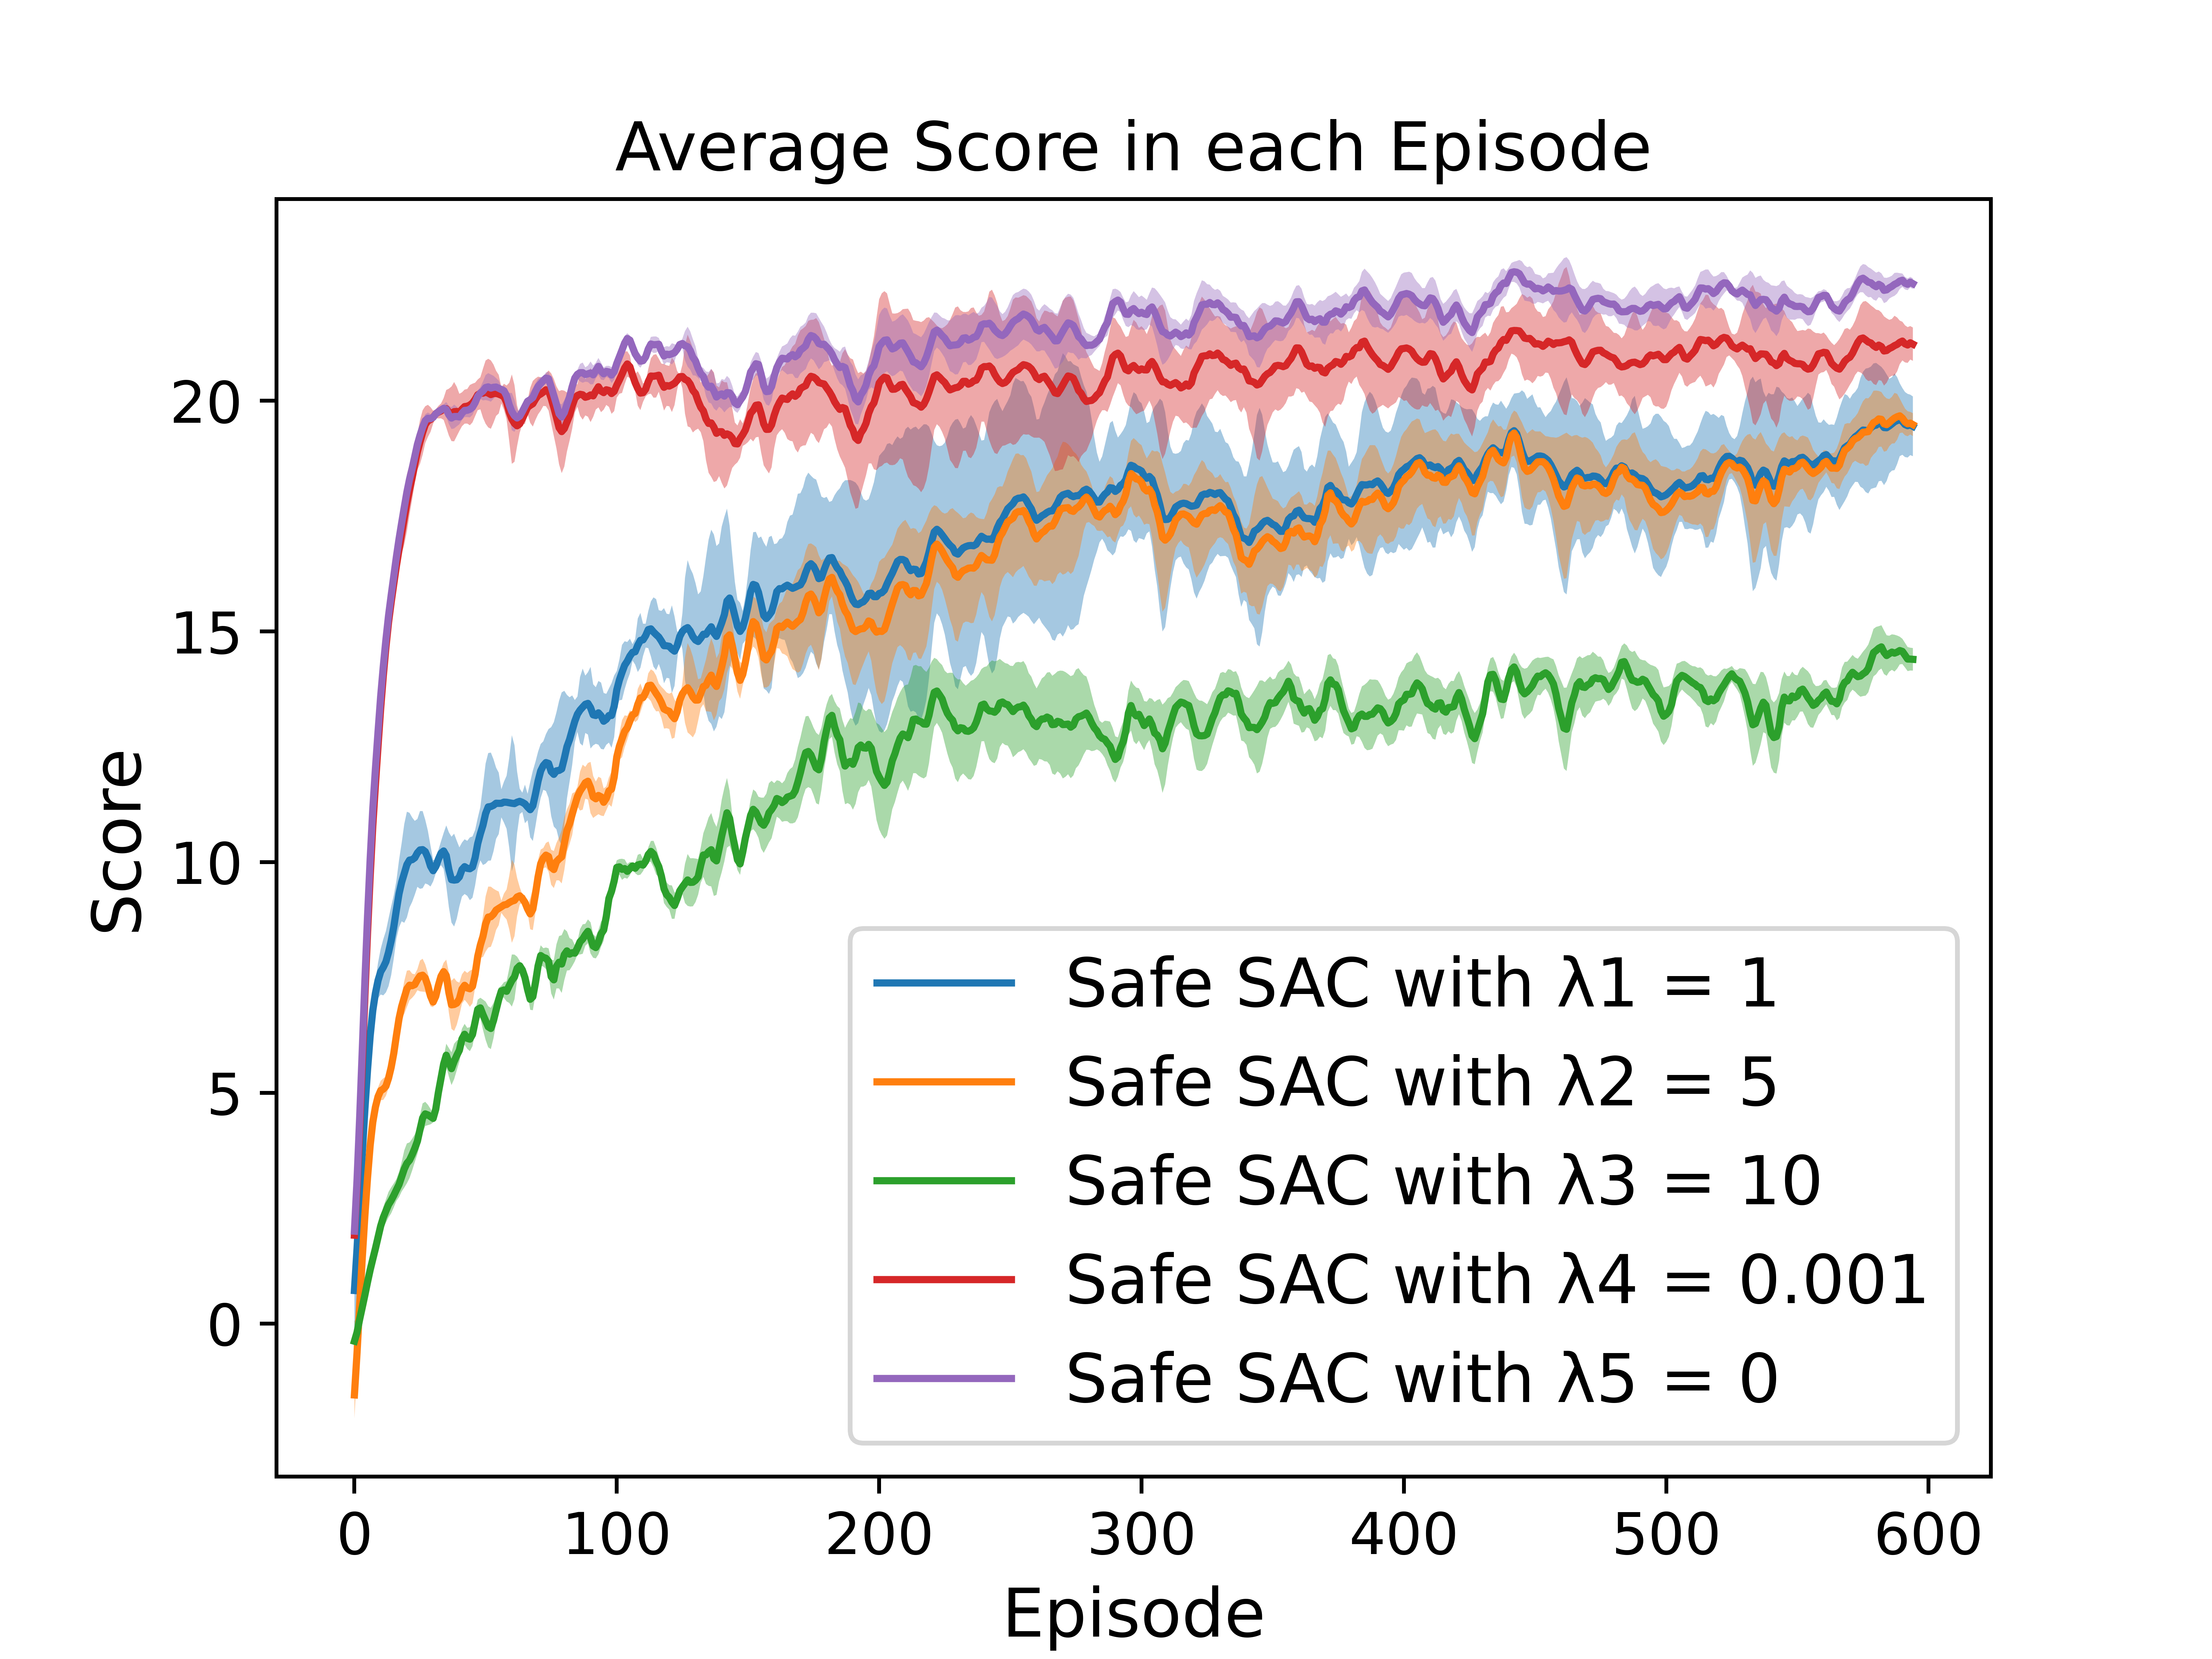 Average Score in each Episode
Score
20
15
10
5
0
Safe SAC with λ1 = 1
Safe SAC with λ2 = 5
Safe SAC with λ3 = 10
Safe SAC with λ4 = 0.001
Safe SAC with λ5 = 0
0 100 200 300 400 500 600
Episode